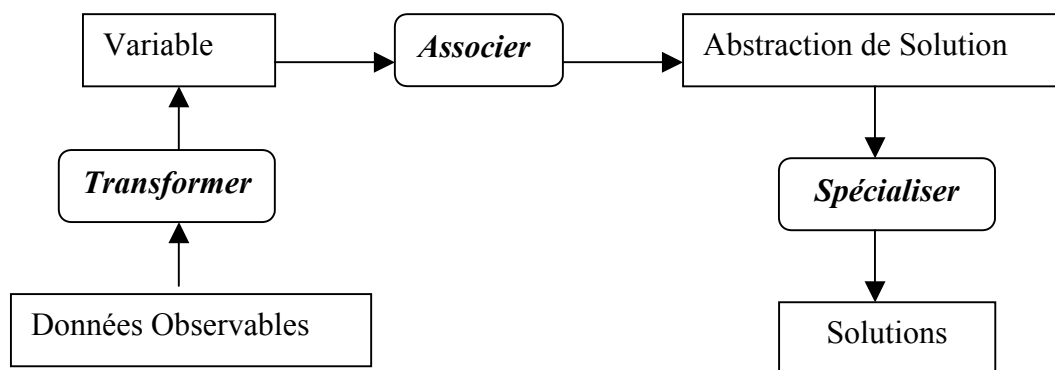 Variable
Associer
Abstraction de Solution
Transformer
Spécialiser
Données Observables
Solutions